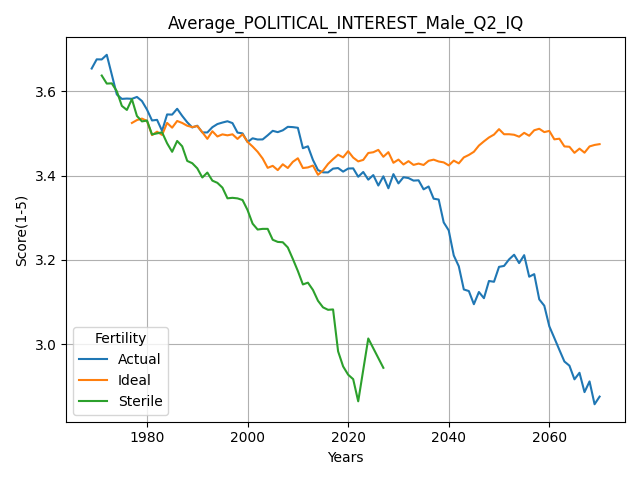 Average_POLITICAL_INTEREST_Male_Q2_IQ
Score(1-5)
3.6
3.4
3.2
3.0
Fertility
Actual
Ideal
Sterile
1980
2000
2020
2040
2060
Years